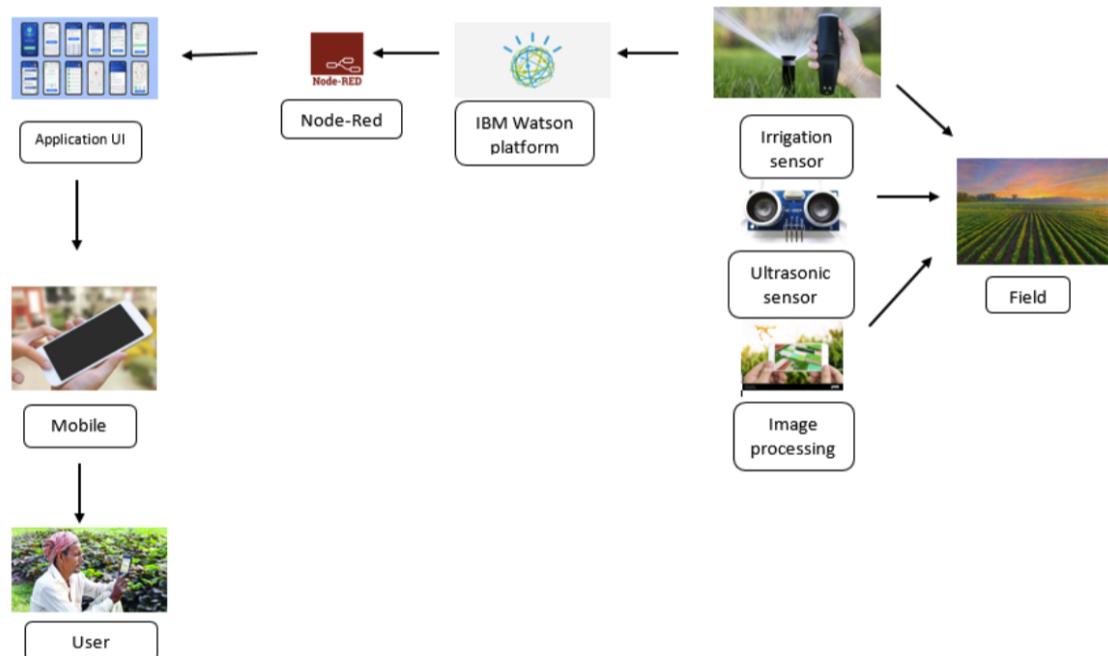 Node-RED
Application UI
Node-Red
IBM Watson
platform
Irrigation
sensor
Ultrasonic
sensor
Field
Mobile
Image
processing
User